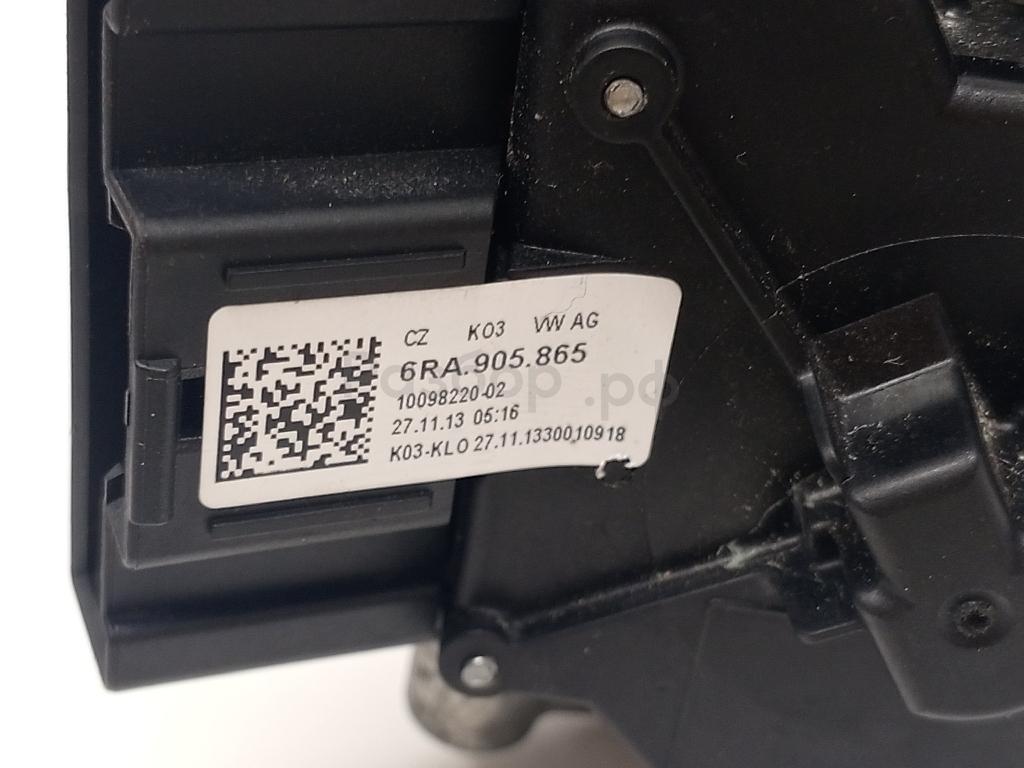 CZ K03 VW AG
6RA.905.865
10098220-02
27.11.13 05:16
K03-KLO 27.11.1330010918
.рф